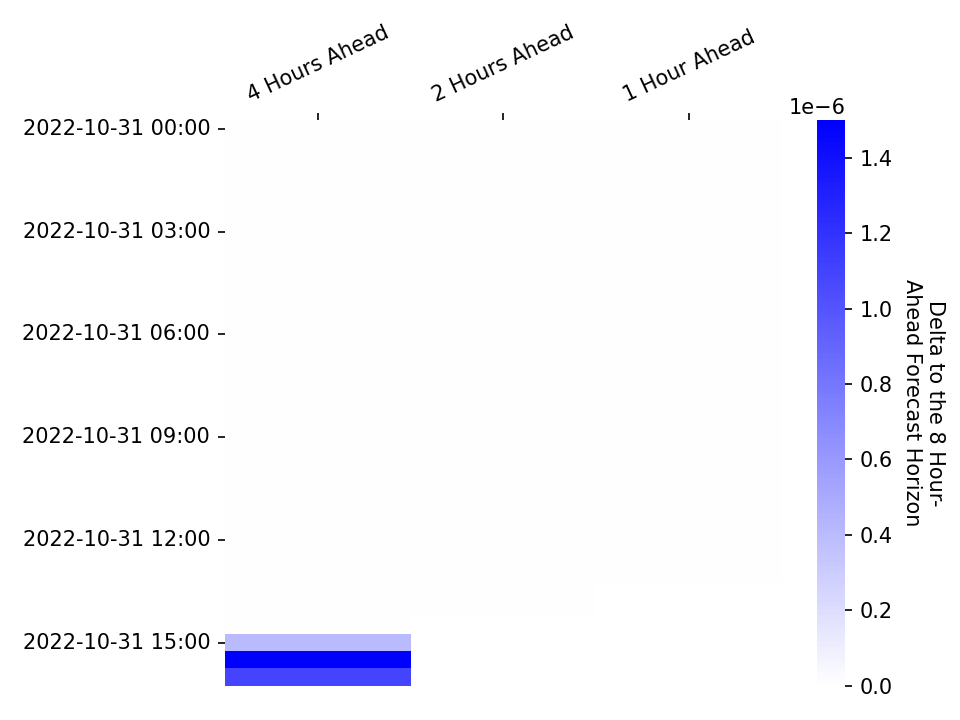 4 Hours Ahead
2 Hours Ahead
1 Hour Ahead
1e−6
2022-10-31 00:00
2022-10-31 03:00
2022-10-31 06:00
2022-10-31 09:00
2022-10-31 12:00
2022-10-31 15:00
1.4
1.2
1.0
0.8
0.6
0.4
0.2
0.0
Delta to the 8 Hour-
Ahead Forecast Horizon